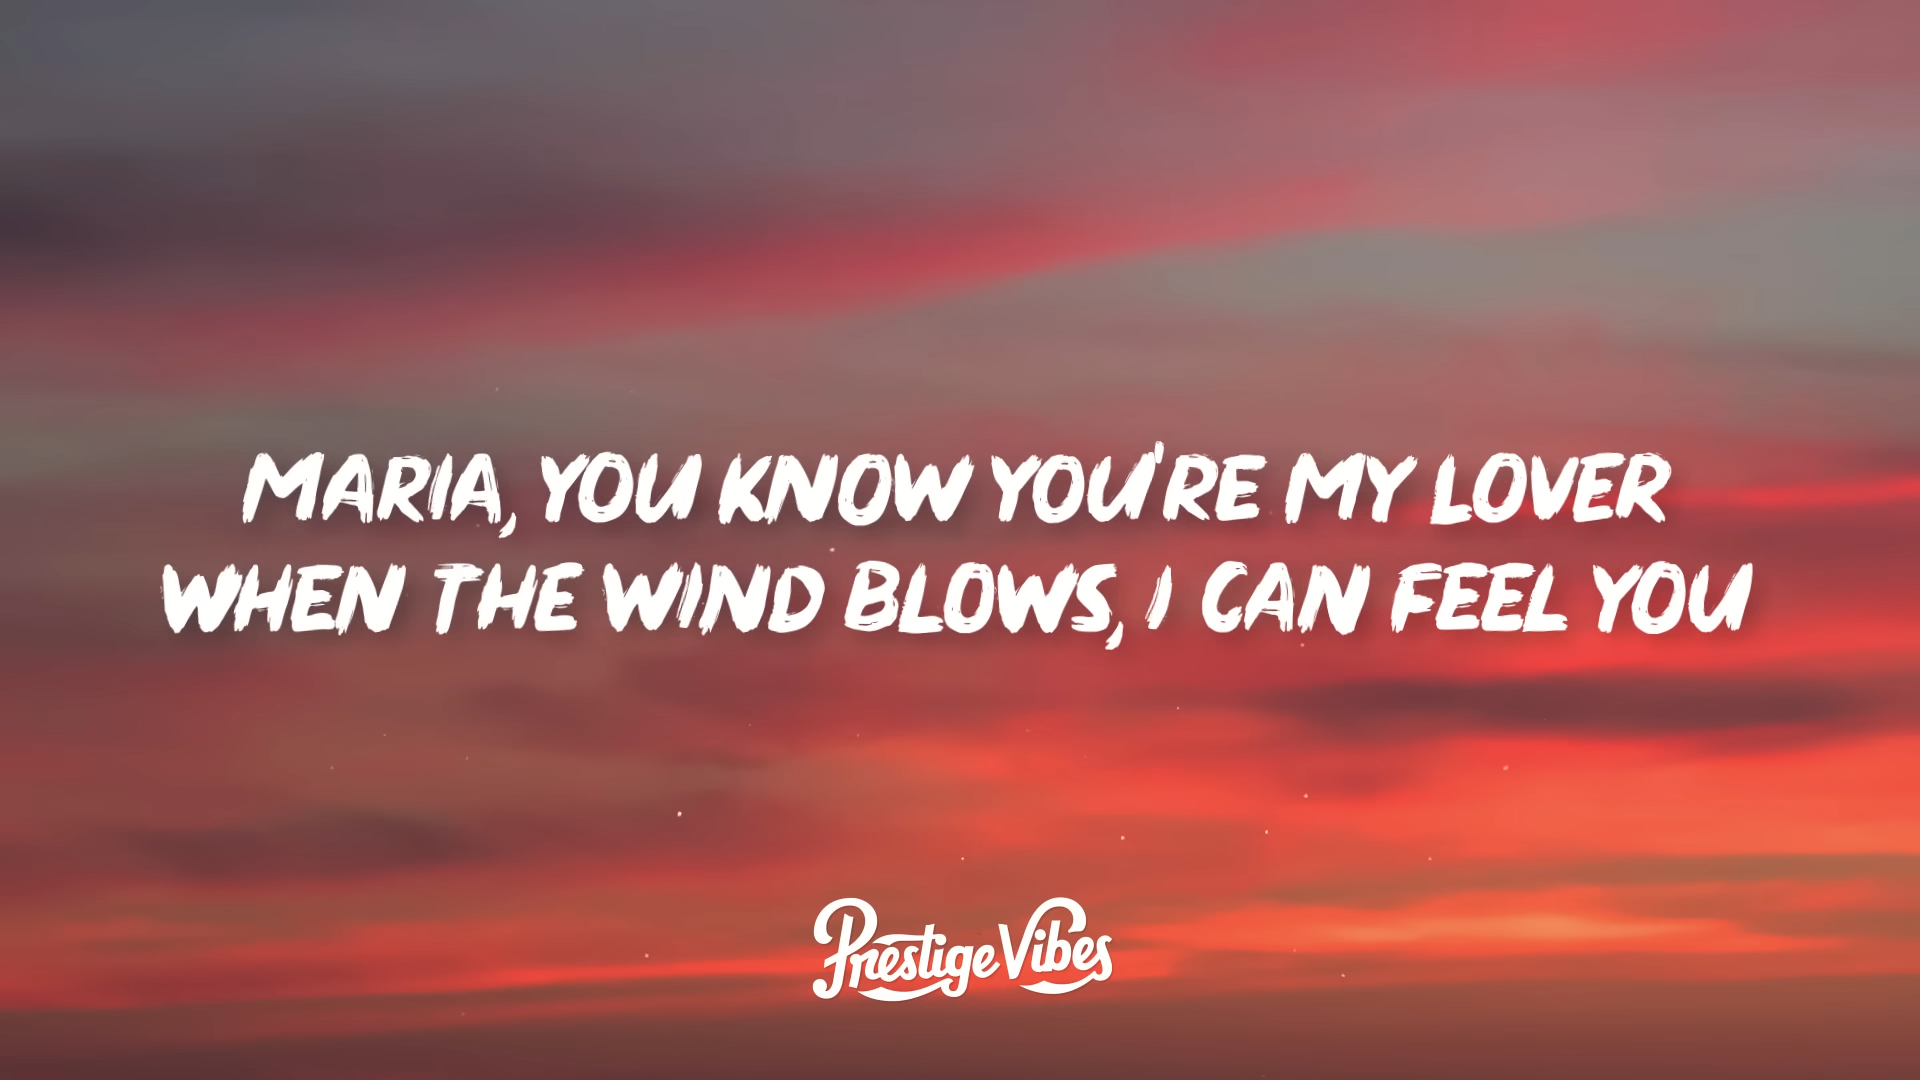 MARIA, YOU KNOW YOU'RE MY LOVER
WHEN THE WIND BLOWS, I CAN FEEL YOU
Prestige Vibes